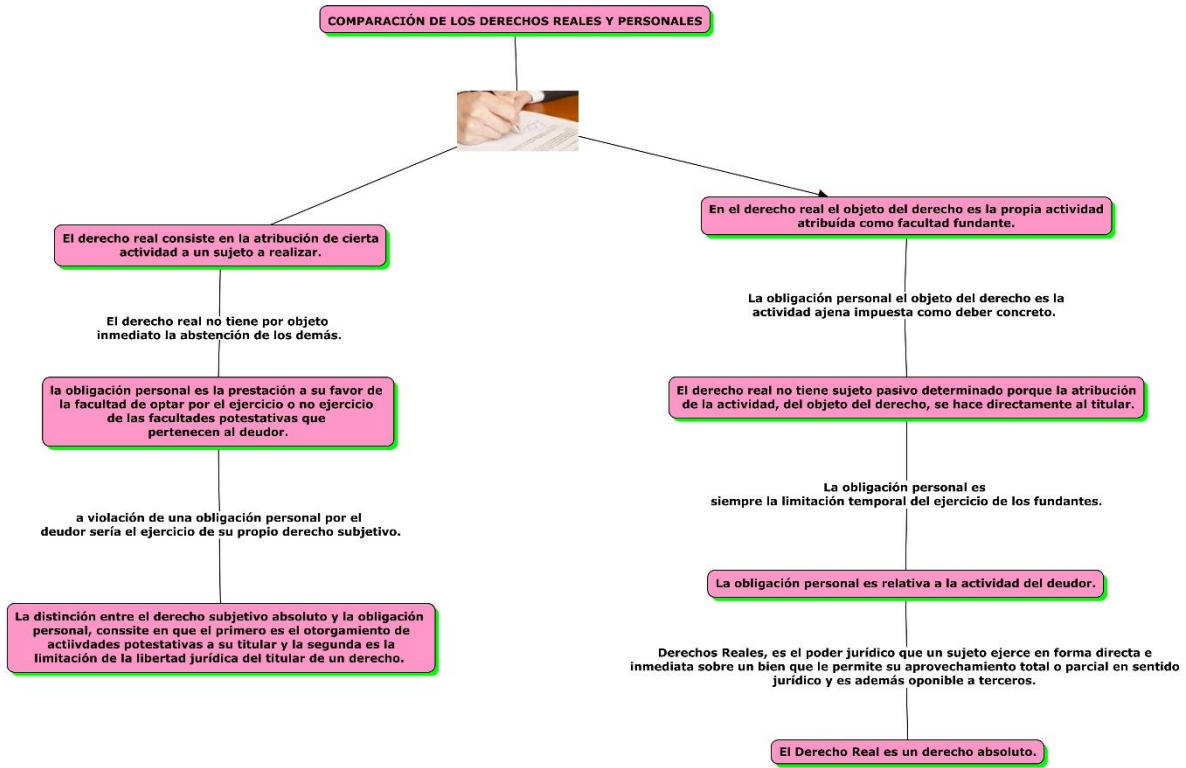 COMPARACIÓN DE LOS DERECHOS REALES Y PERSONALES
El derecho real consiste en la atribución de cierta
actividad a un sujeto a realizar.
El derecho real no tiene por objeto
inmediato la abstención de los demás.
la obligación personal es la prestación a su favor de
la facultad de optar por el ejercicio o no ejercicio
de las facultades potestativas que
pertenecen al deudor.
a violación de una obligación personal por el
deudor sería el ejercicio de su propio derecho subjetivo.
La distinción entre el derecho subjetivo absoluto y la obligación
personal, conssite en que el primero es el otorgamiento de
actiivdades potestativas a su titular y la segunda es la
limitación de la libertad jurídica del titular de un derecho.
En el derecho real el objeto del derecho es la propia actividad
atribuída como facultad fundante.
La obligación personal el objeto del derecho es la
actividad ajena impuesta como deber concreto.
El derecho real no tiene sujeto pasivo determinado porque la atribución
de la actividad, del objeto del derecho, se hace directamente al titular.
La obligación personal es
siempre la limitación temporal del ejercicio de los fundantes.
La obligación personal es relativa a la actividad del deudor.
Derechos Reales, es el poder jurídico que un sujeto ejerce en forma directa e
inmediata sobre un bien que le permite su aprovechamiento total o parcial en sentido
jurídico y es además oponible a terceros.
El Derecho Real es un derecho absoluto.